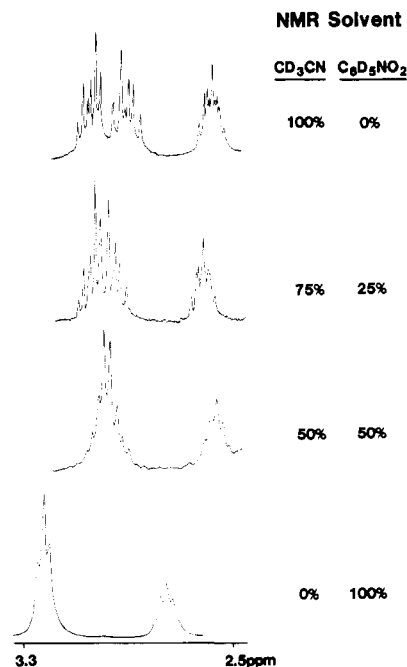 NMR Solvent
CD₃CN C₆D₅NO₂
100% 0%
75% 25%
50% 50%
0% 100%
3.3 2.5ppm